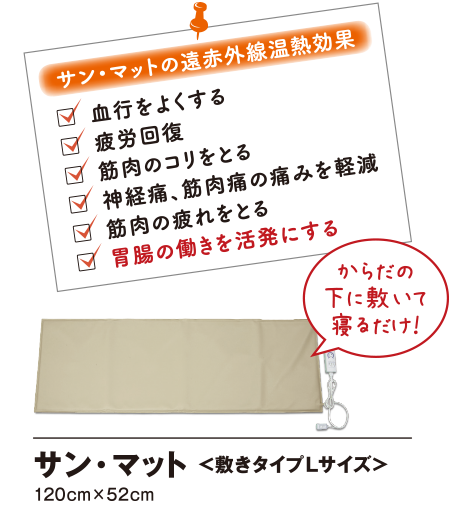 サン・マットの遠赤外線温熱効果
血行をよくする
疲労回復
筋肉のコリをとる
神経痛、筋肉痛の痛みを軽減
筋肉の疲れをとる
胃腸の働きを活発にする
からだの
下に敷いて
寝るだけ!
サン・マット <敷きタイプLサイズ>
120cm×52cm